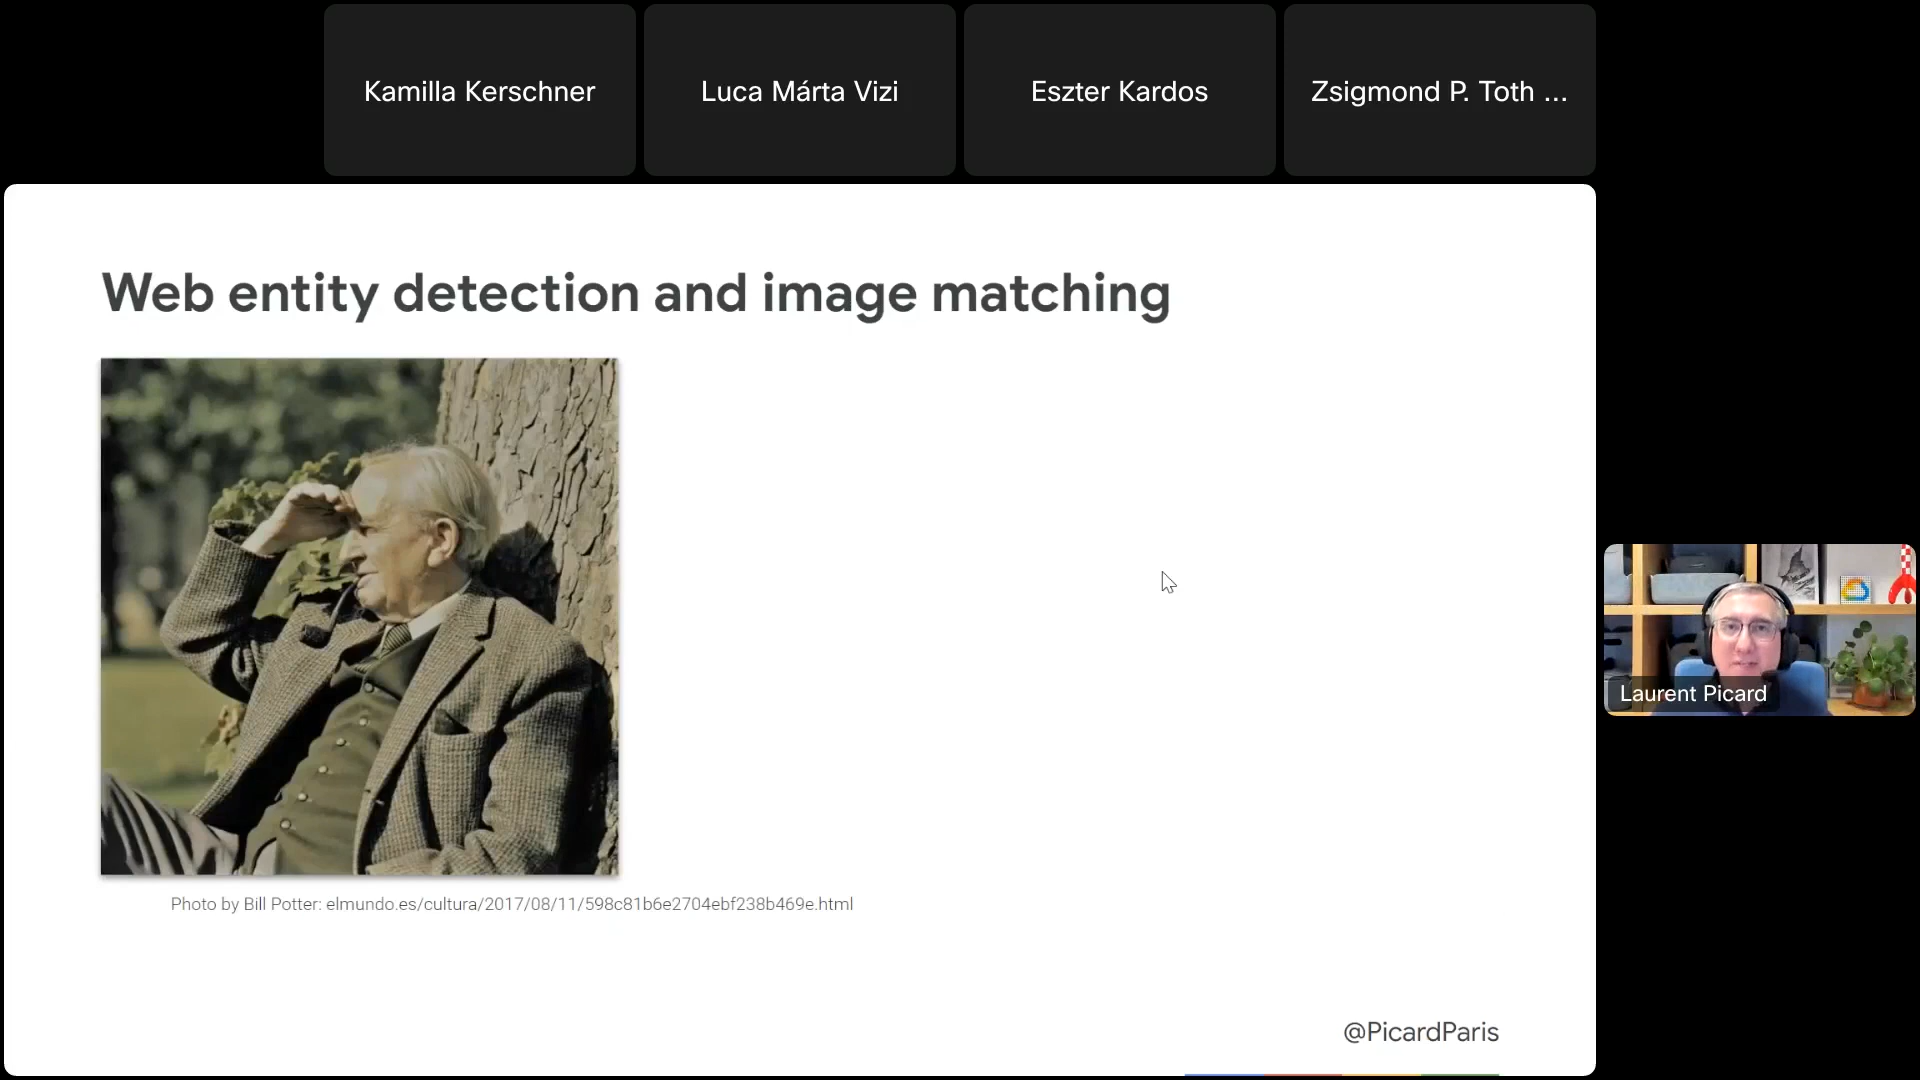 Kamilla Kerschner
Luca Márta Vizi
Eszter Kardos
Zsigmond P. Toth ...
Web entity detection and image matching
Photo by Bill Potter: elmundo.es/cultura/2017/08/11/598c81b6e2704ebf238b469e.html
Laurent Picard
@PicardParis